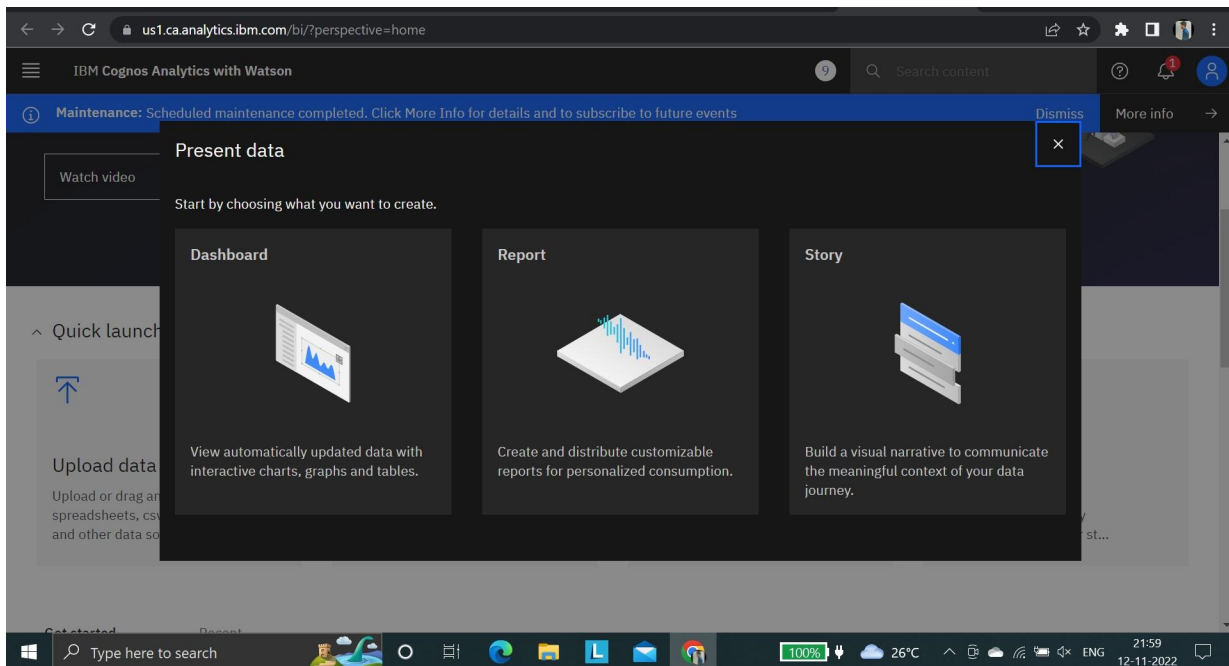 us1.ca.analytics.ibm.com/bi/?perspective=home
IBM Cognos Analytics with Watson
9
Search content
1
Maintenance: Scheduled maintenance completed. Click More Info for details and to subscribe to future events
Dismiss
More info
Present data
Watch video
Start by choosing what you want to create.
Dashboard
Report
Story
View automatically updated data with
interactive charts, graphs and tables.
Create and distribute customizable
reports for personalized consumption.
Build a visual narrative to communicate
the meaningful context of your data
journey.
Quick launch
Upload data
Upload or drag an
spreadsheets, csv
and other data so
st...
Get started
Recent
Type here to search
L
100%
26°C
ENG
21:59
12-11-2022